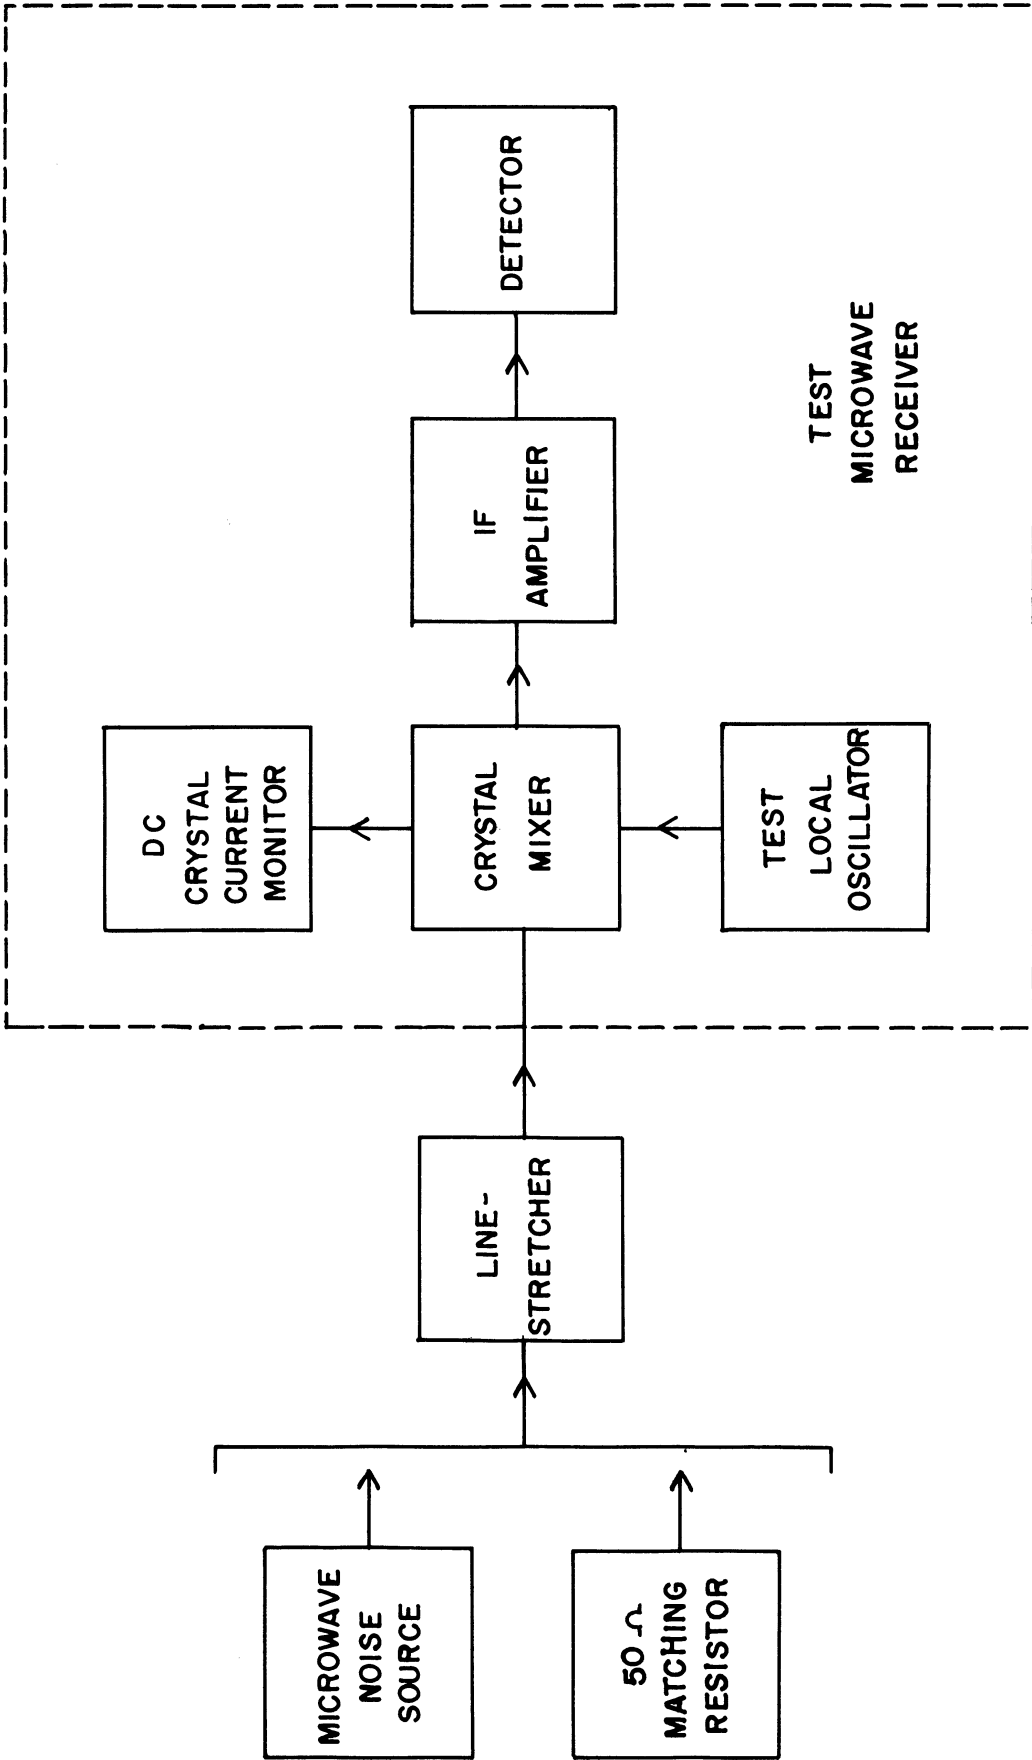 MICROWAVE
NOISE
SOURCE
50 Ω
MATCHING
RESISTOR
LINE-
STRETCHER
DC
CRYSTAL
CURRENT
MONITOR
CRYSTAL
MIXER
TEST
LOCAL
OSCILLATOR
IF
AMPLIFIER
DETECTOR
TEST
MICROWAVE
RECEIVER